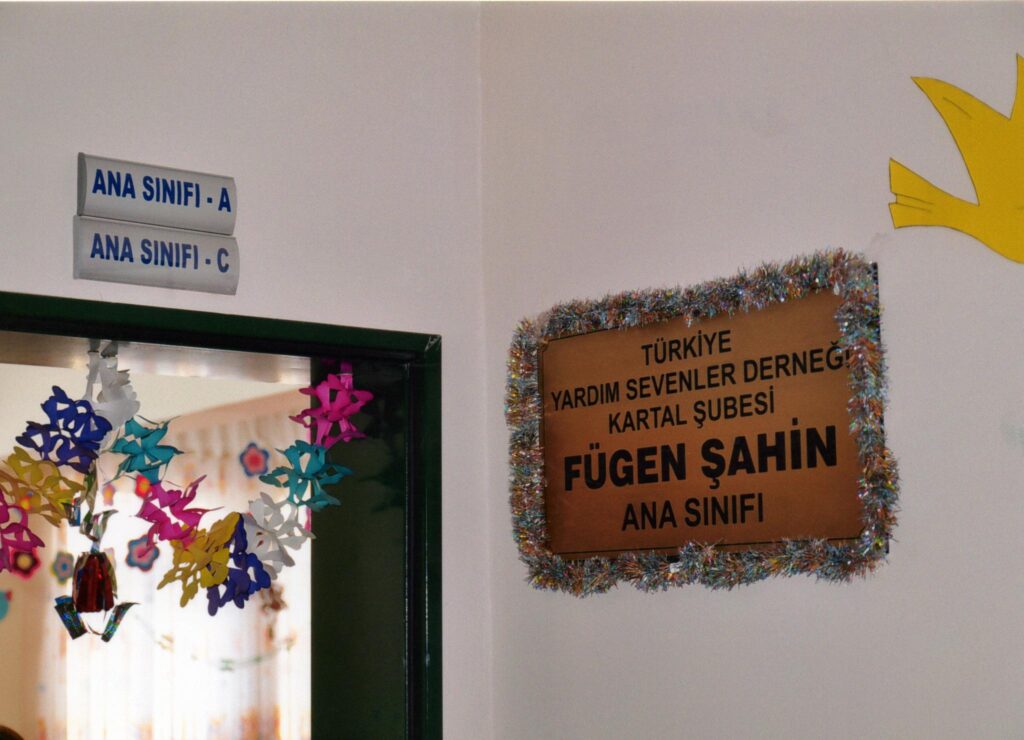 ANA SINIFI - A
ANA SINIFI - C
TÜRKİYE
YARDIM SEVENLER DERNEĞİ
KARTAL ŞUBESİ
FÜGEN ŞAHİN
ANA SINIFI